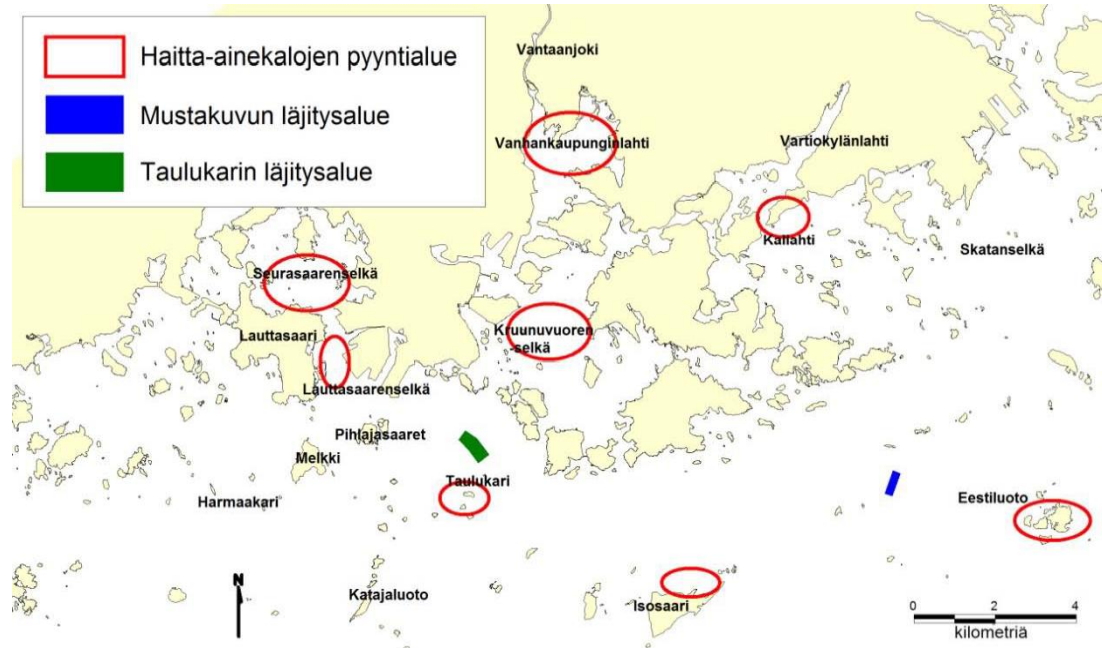 Haitta-ainekalojen pyyntialue
Mustakuvun läjitysalue
Taulukarin läjitysalue
Vantaanjoki
Vanhankaupunginlahti
Vartiokylänlahti
Kallahti
Skatanselkä
Seurasaarenselkä
Kruunuvuoren
-selkä
Lauttasaari
Lauttasaarenselkä
Pihlajasaaret
Melkki
Taulukari
Harmaakari
Eestiluoto
N
Katajaluoto
Isosaari
0 2 4
kilometriä